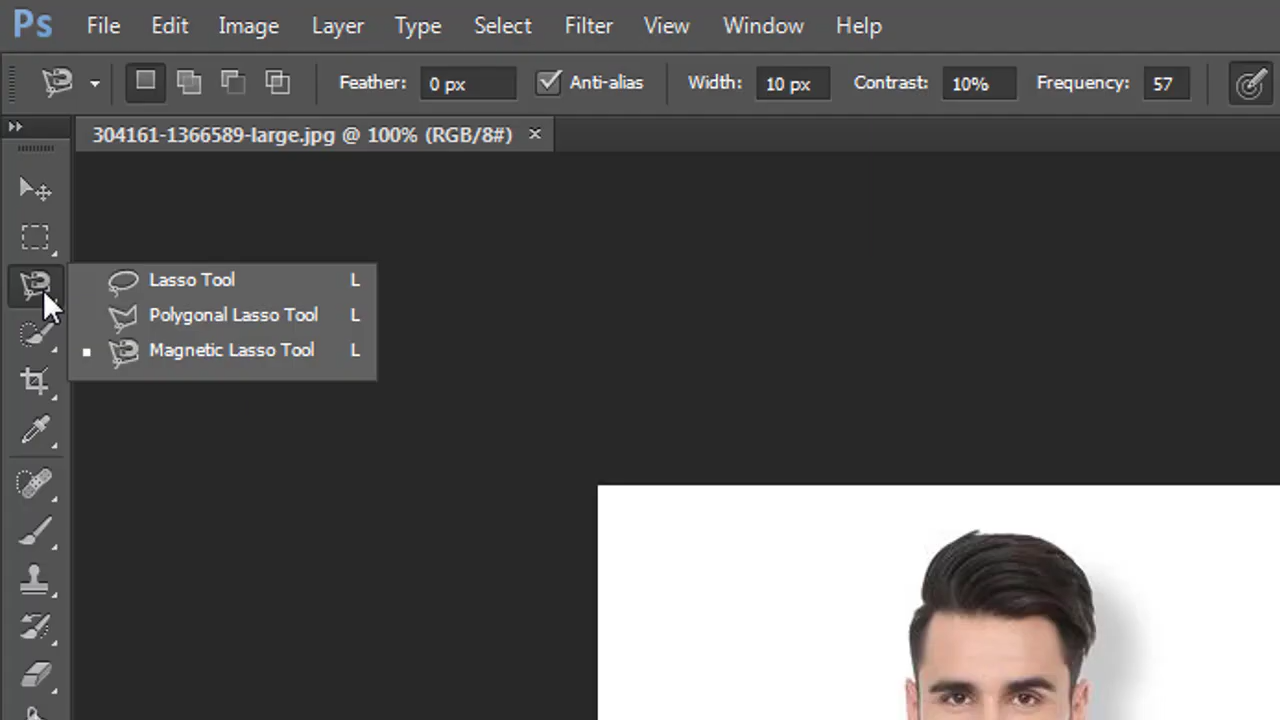 Ps File Edit Image Layer Type Select Filter View Window Help
Feather: 0 px Anti-alias Width: 10 px Contrast: 10% Frequency: 57
304161-1366589-large.jpg @ 100% (RGB/8#) ×
Lasso Tool L
Polygonal Lasso Tool L
Magnetic Lasso Tool L